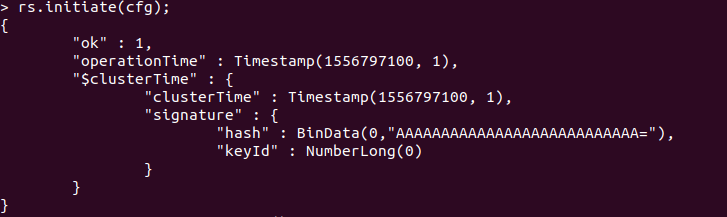 > rs.initiate(cfg);
{
        "ok" : 1,
        "operationTime" : Timestamp(1556797100, 1),
        "$clusterTime" : {
                "clusterTime" : Timestamp(1556797100, 1),
                "signature" : {
                        "hash" : BinData(0,"AAAAAAAAAAAAAAAAAAAAAAAAAAA="),
                        "keyId" : NumberLong(0)
                }
        }
}